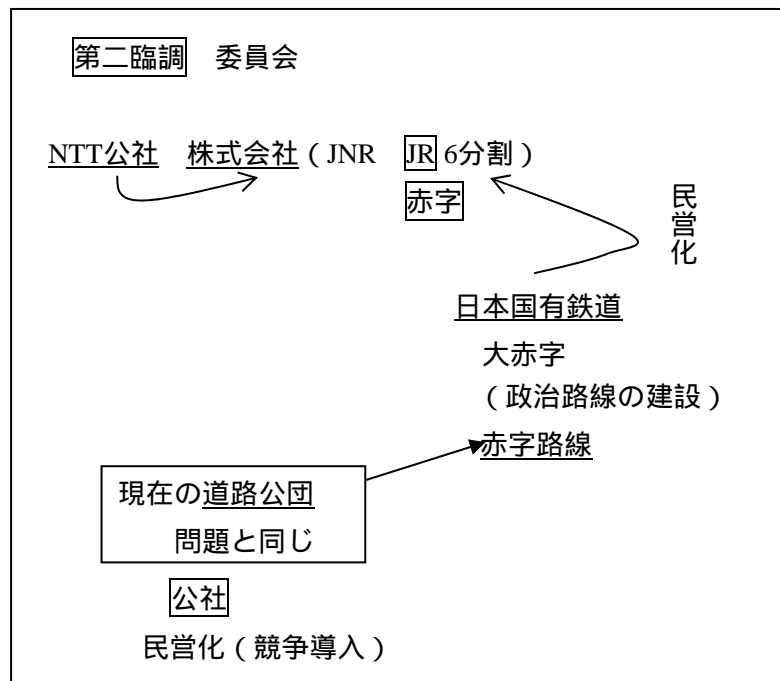 第二臨調 委員会
NTT公社 株式会社(JNR JR 6分割)
赤字
民営化
日本国有鉄道
大赤字
(政治路線の建設)
赤字路線
現在の道路公団
問題と同じ
公社
民営化(競争導入)